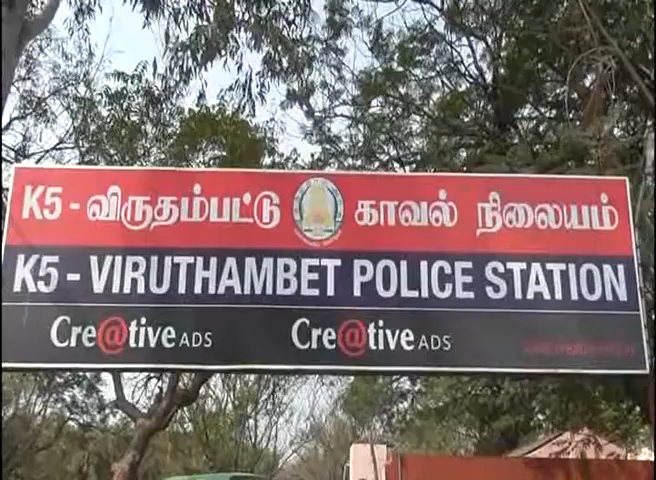 K5 - விருதம்பட்டு காவல் நிலையம்
K5 - VIRUTHAMBET POLICE STATION
Cre@tive ADS Cre@tive ADS